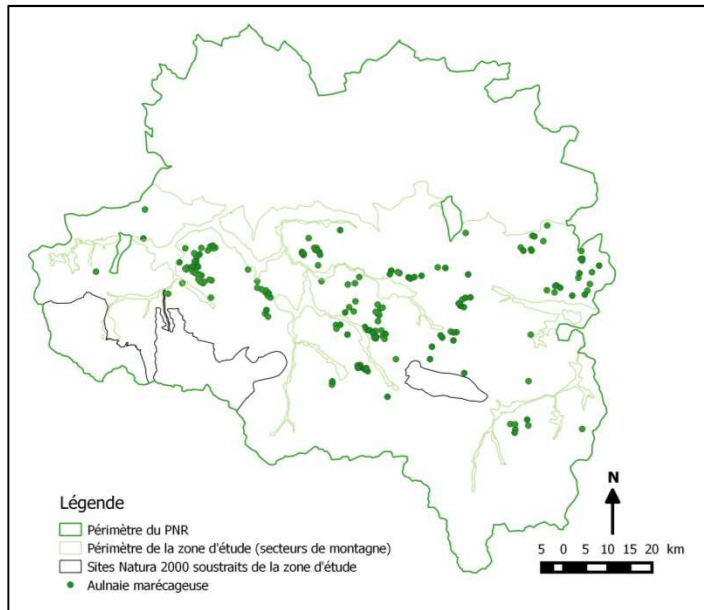 Légende
Périmètre du PNR
Périmètre de la zone d'étude (secteurs de montagne)
Sites Natura 2000 soustraits de la zone d'étude
Aulnaie marécageuse
N
5 0 5 10 15 20 km